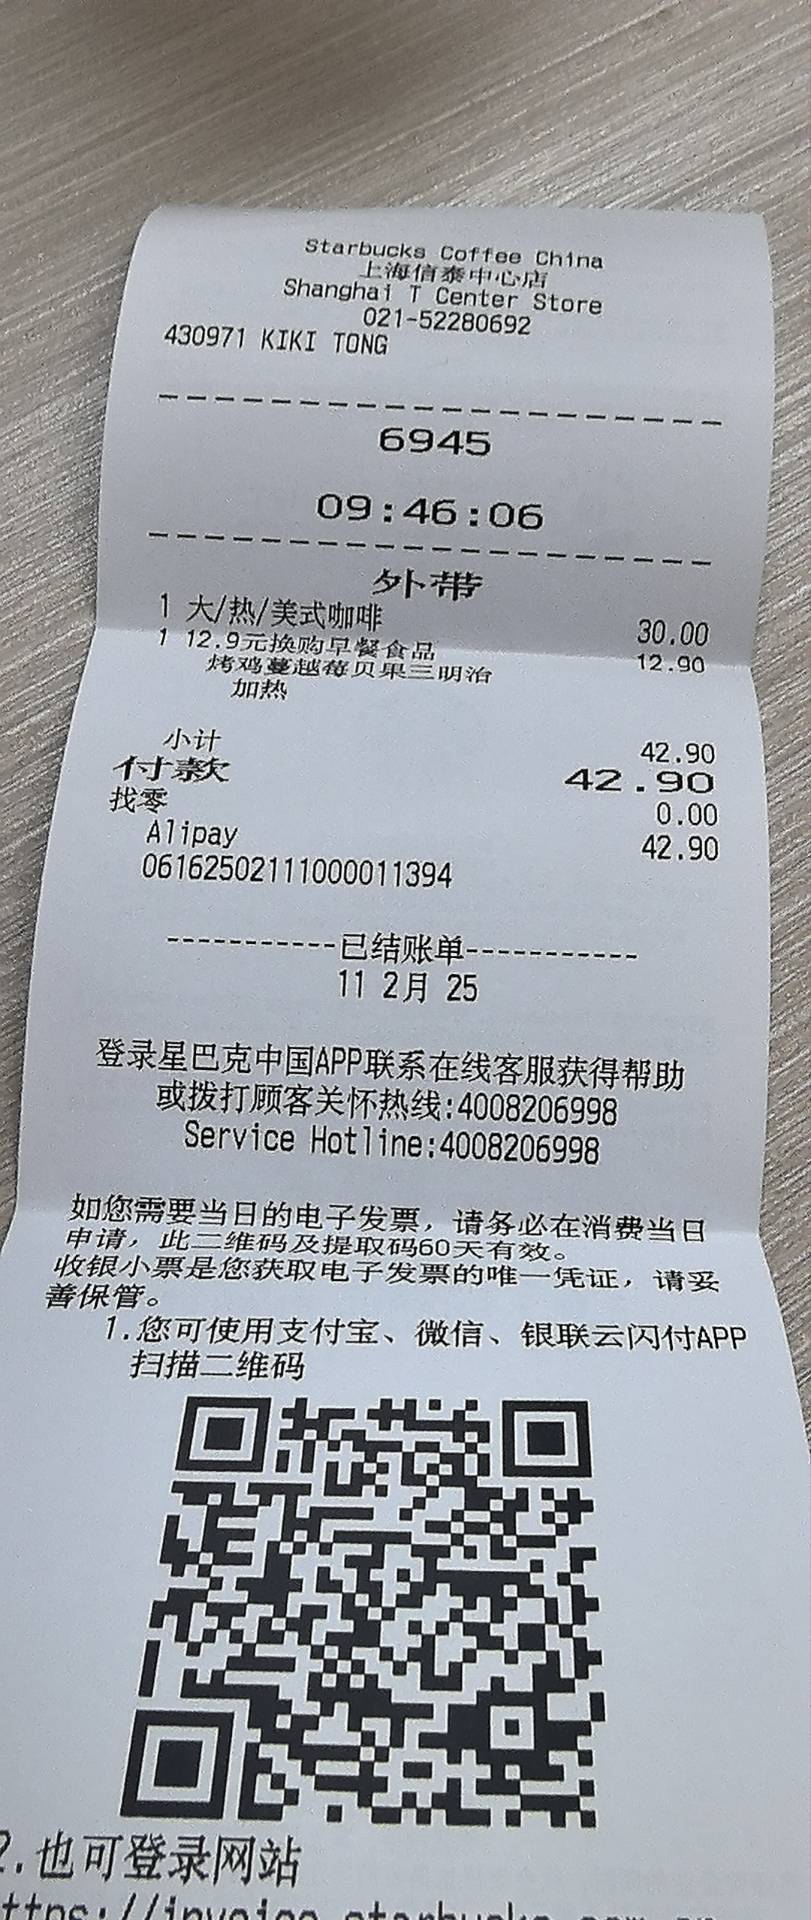 Starbucks Coffee China
上海信泰中心店
Shanghai T Center Store
021-52280692
430971 KIKI TONG
6945
09:46:06
外带
1 大/热/美式咖啡 30.00
1 12.9元换购早餐食品 12.90
烤鸡蔓越莓贝果三明治
加热
小计 42.90
付款 42.90
找零 0.00
Alipay 42.90
06162502111000011394
-----------已结账单-----------
11 2月 25
登录星巴克中国APP联系在线客服获得帮助
或拨打顾客关怀热线:4008206998
Service Hotline:4008206998
如您需要当日的电子发票，请务必在消费当日
申请，此二维码及提取码60天有效。
收银小票是您获取电子发票的唯一凭证，请妥
善保管。
1.您可使用支付宝、微信、银联云闪付APP
扫描二维码
2.也可登录网站